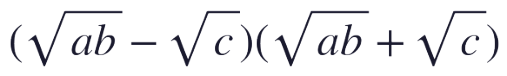 (√ab − √c)(√ab + √c)